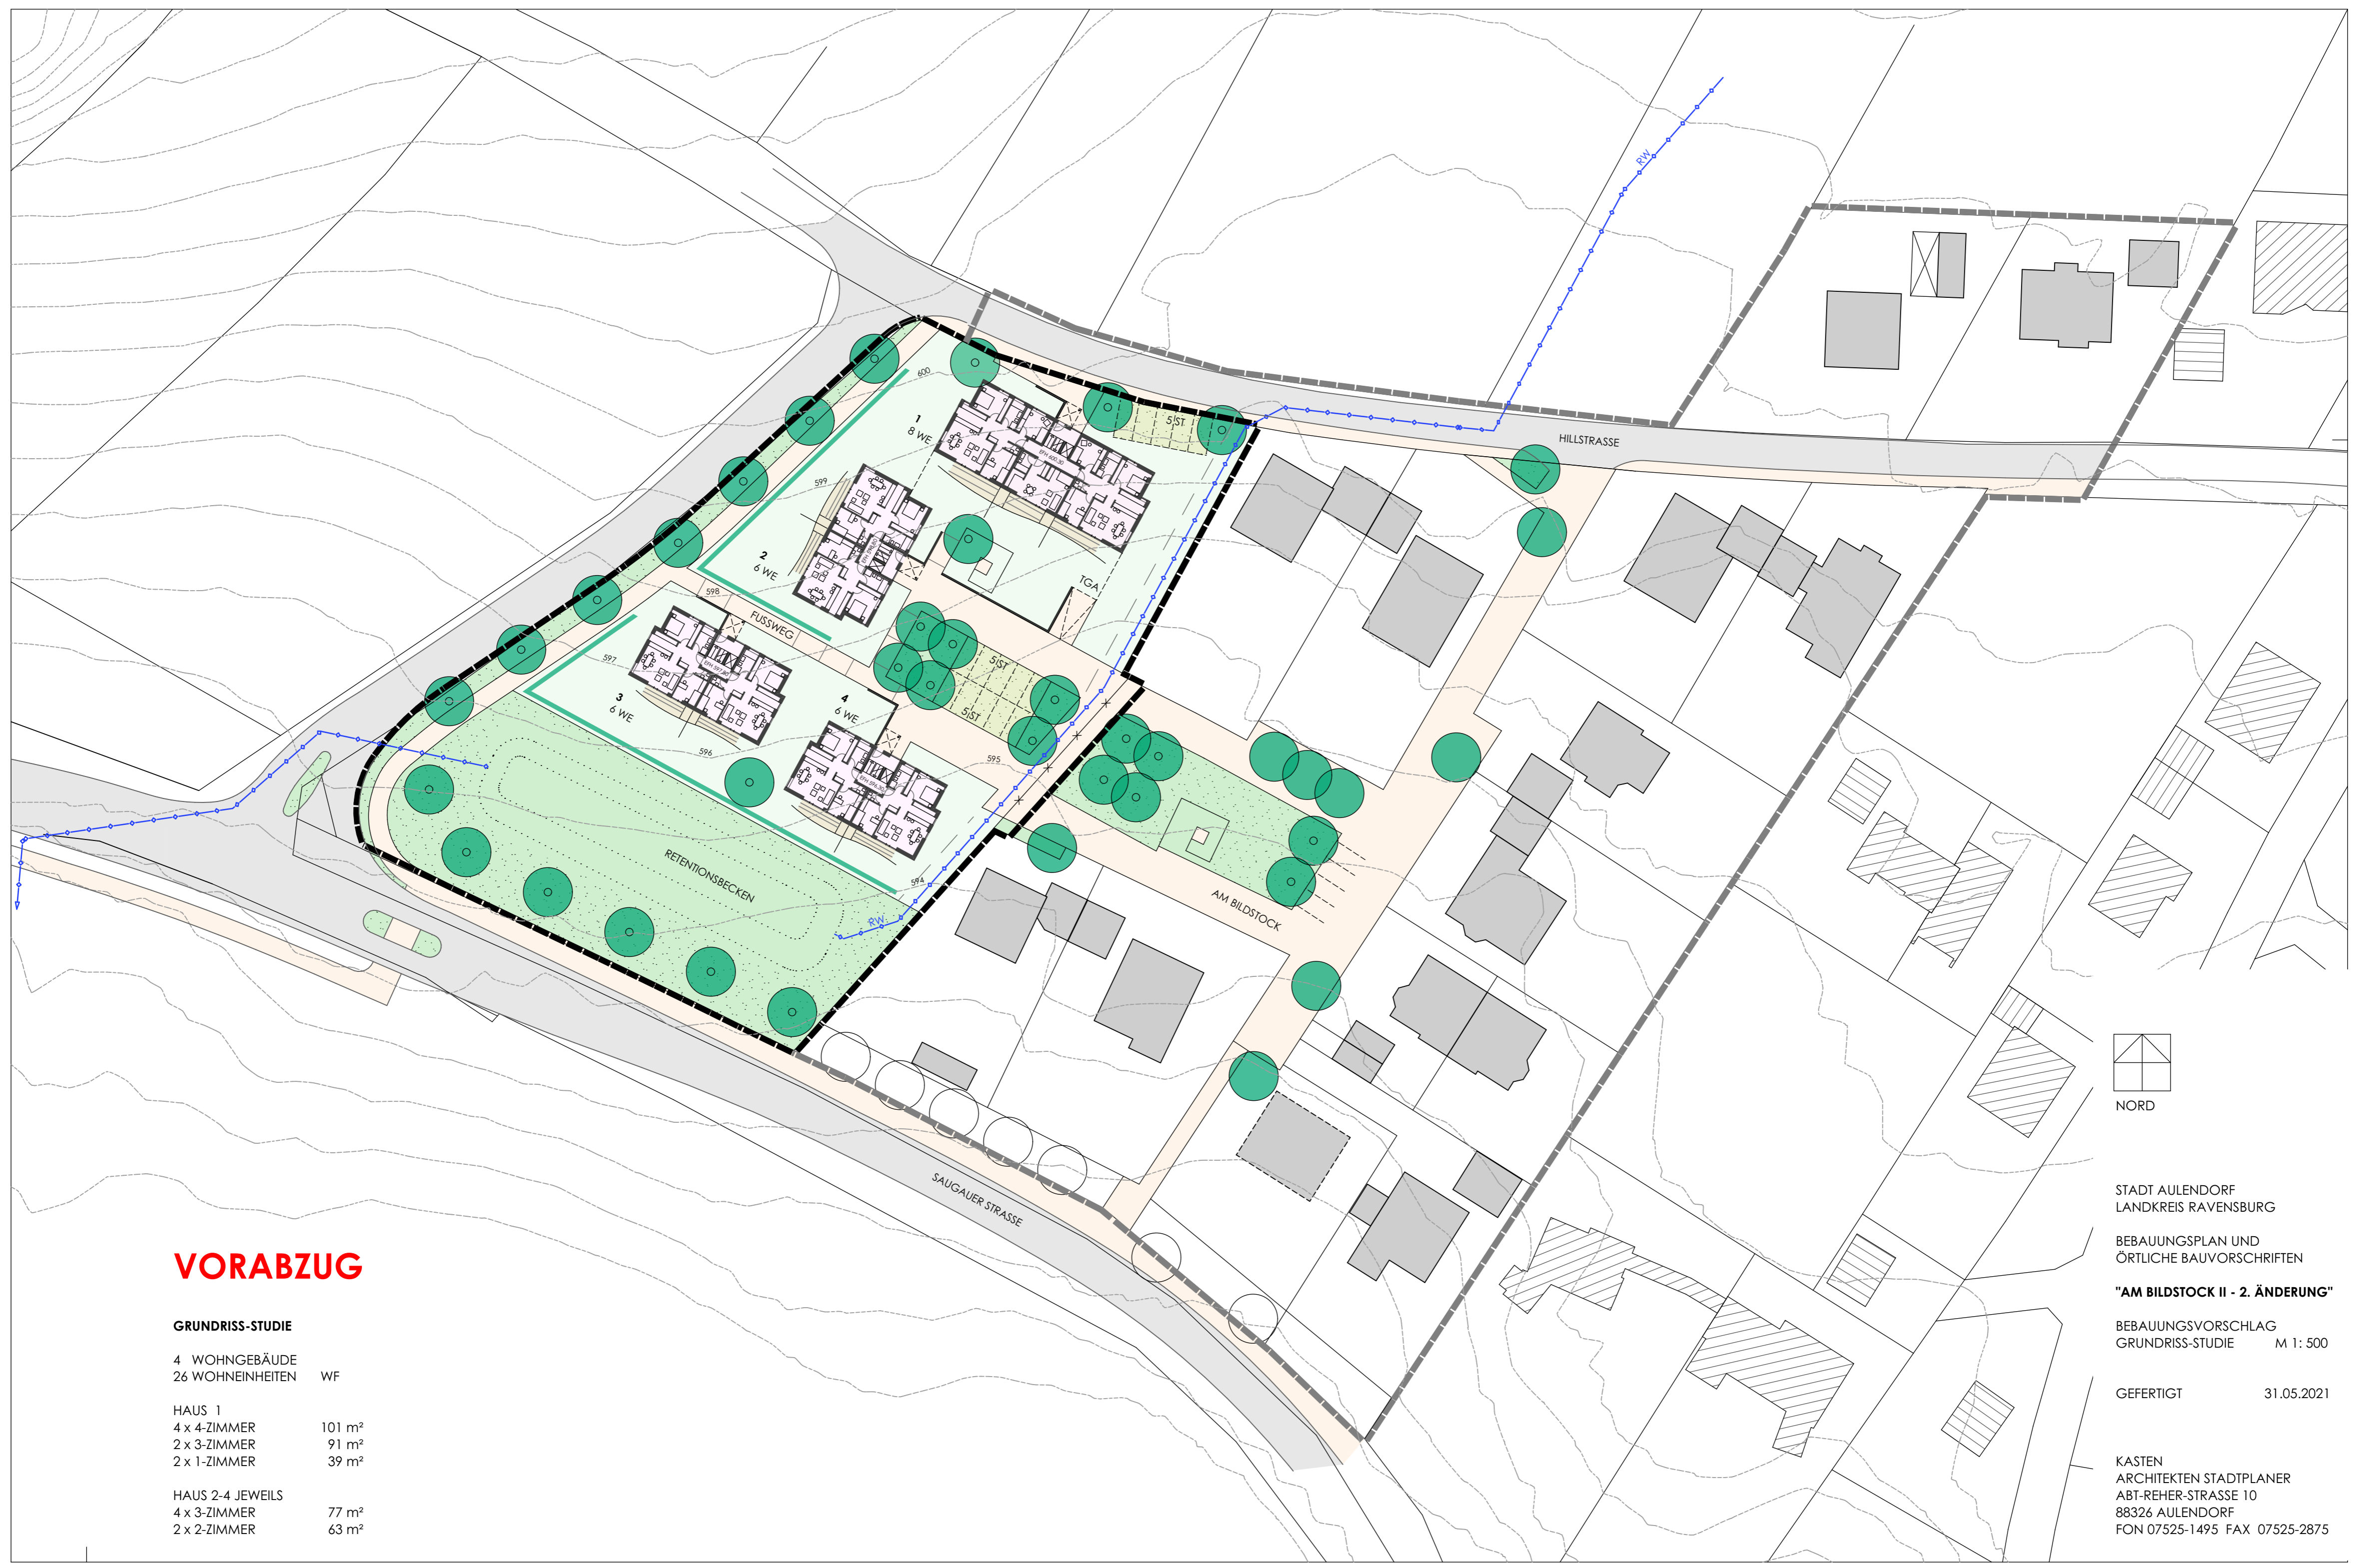 RW
HILLSTRASSE
600
1
8 WE
5 ST
EFH 600.30
599
2
6 WE
TGA
598
FUSSWEG
597
3
6 WE
5 ST
5 ST
4
6 WE
596
595
594
RETENTIONSBECKEN
RW
AM BILDSTOCK
SAUGAUER STRASSE
NORD
STADT AULENDORF
LANDKREIS RAVENSBURG
BEBAUUNGSPLAN UND
ÖRTLICHE BAUVORSCHRIFTEN
"AM BILDSTOCK II - 2. ÄNDERUNG"
BEBAUUNGSVORSCHLAG
GRUNDRISS-STUDIE M 1: 500
GEFERTIGT 31.05.2021
KASTEN
ARCHITEKTEN STADTPLANER
ABT-REHER-STRASSE 10
88326 AULENDORF
FON 07525-1495 FAX 07525-2875
VORABZUG
GRUNDRISS-STUDIE
4 WOHNGEBÄUDE
26 WOHNEINHEITEN WF
HAUS 1
4 x 4-ZIMMER 101 m²
2 x 3-ZIMMER 91 m²
2 x 1-ZIMMER 39 m²
HAUS 2-4 JEWEILS
4 x 3-ZIMMER 77 m²
2 x 2-ZIMMER 63 m²